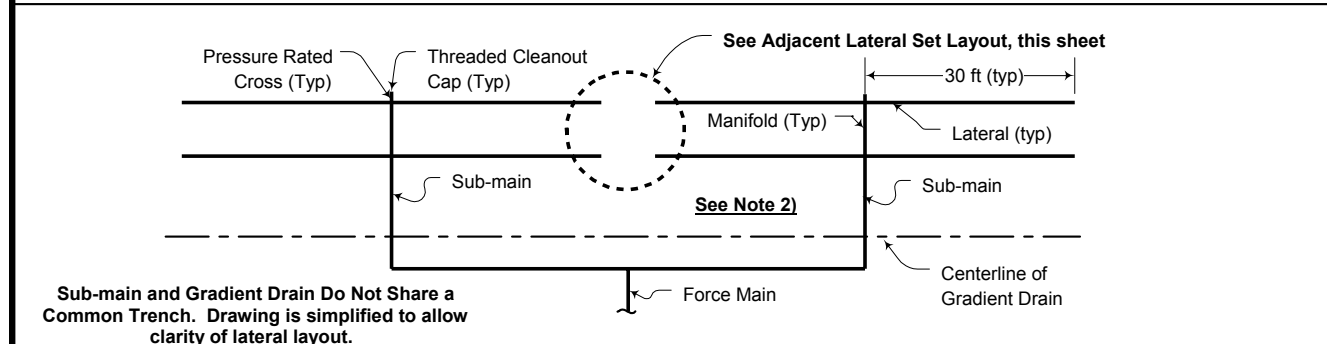 See Adjacent Lateral Set Layout, this sheet
Pressure Rated
Cross (Typ)
Threaded Cleanout
Cap (Typ)
30 ft (typ)
Manifold (Typ)
Lateral (typ)
Sub-main
Sub-main
See Note 2)
Centerline of
Gradient Drain
Force Main
Sub-main and Gradient Drain Do Not Share a
Common Trench. Drawing is simplified to allow
clarity of lateral layout.